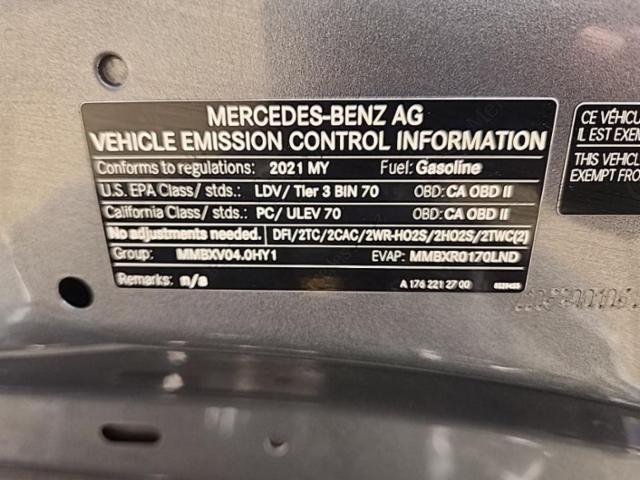 MERCEDES-BENZ AG
VEHICLE EMISSION CONTROL INFORMATION
Conforms to regulations: 2021 MY Fuel: Gasoline
U.S. EPA Class/ stds.: LDV/ Tier 3 BIN 70 OBD: CA OBD II
California Class/ stds.: PC/ ULEV 70 OBD: CA OBD II
No adjustments needed. DFI/2TC/2CAC/2WR-HO2S/2HO2S/2TWC(2)
Group: MMBXV04.0HY1 EVAP: MMBXR0170LND
Remarks: n/a A 176 221 27 00
CE VÉHICU
IL EST EXEM
THIS VEHICL
EXEMPT FROM